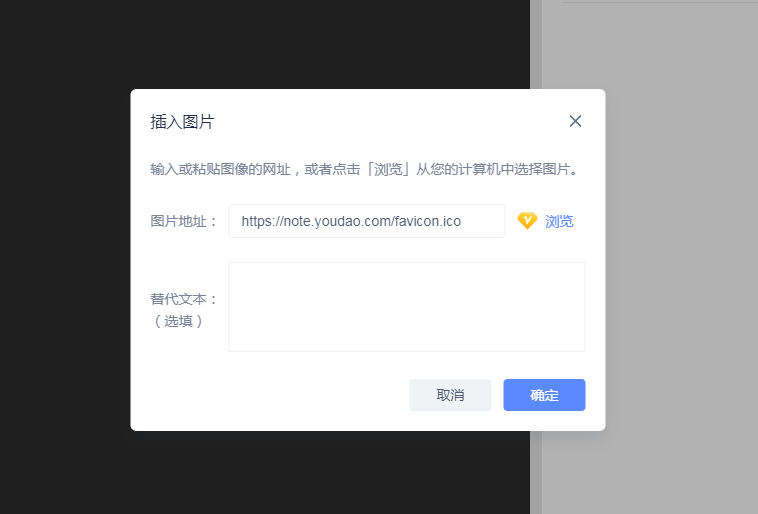 插入图片
输入或粘贴图像的网址，或者点击「浏览」从您的计算机中选择图片。
图片地址： https://note.youdao.com/favicon.ico 浏览
替代文本：
（选填）
取消 确定